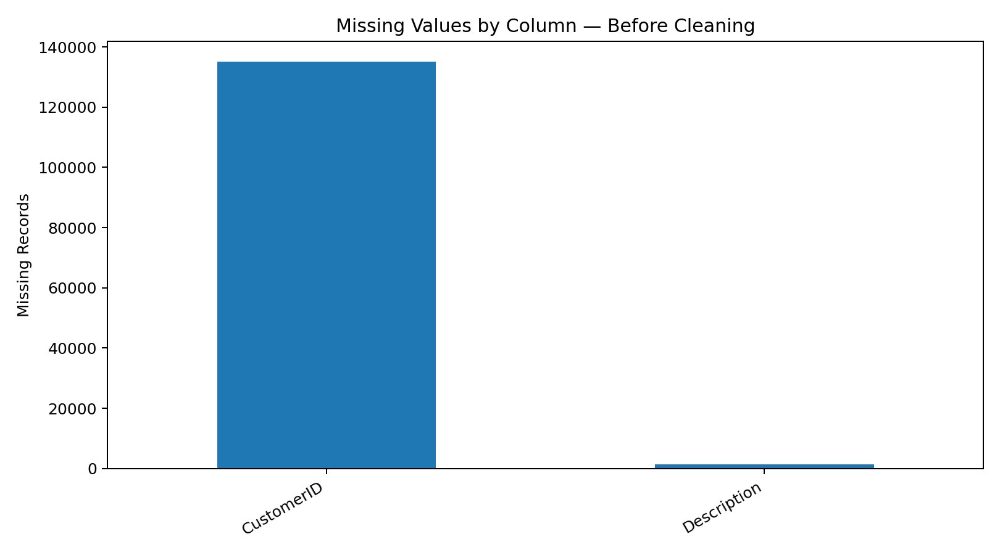 Missing Values by Column — Before Cleaning
140000
120000
100000
80000
60000
40000
20000
0
Missing Records
CustomerID
Description